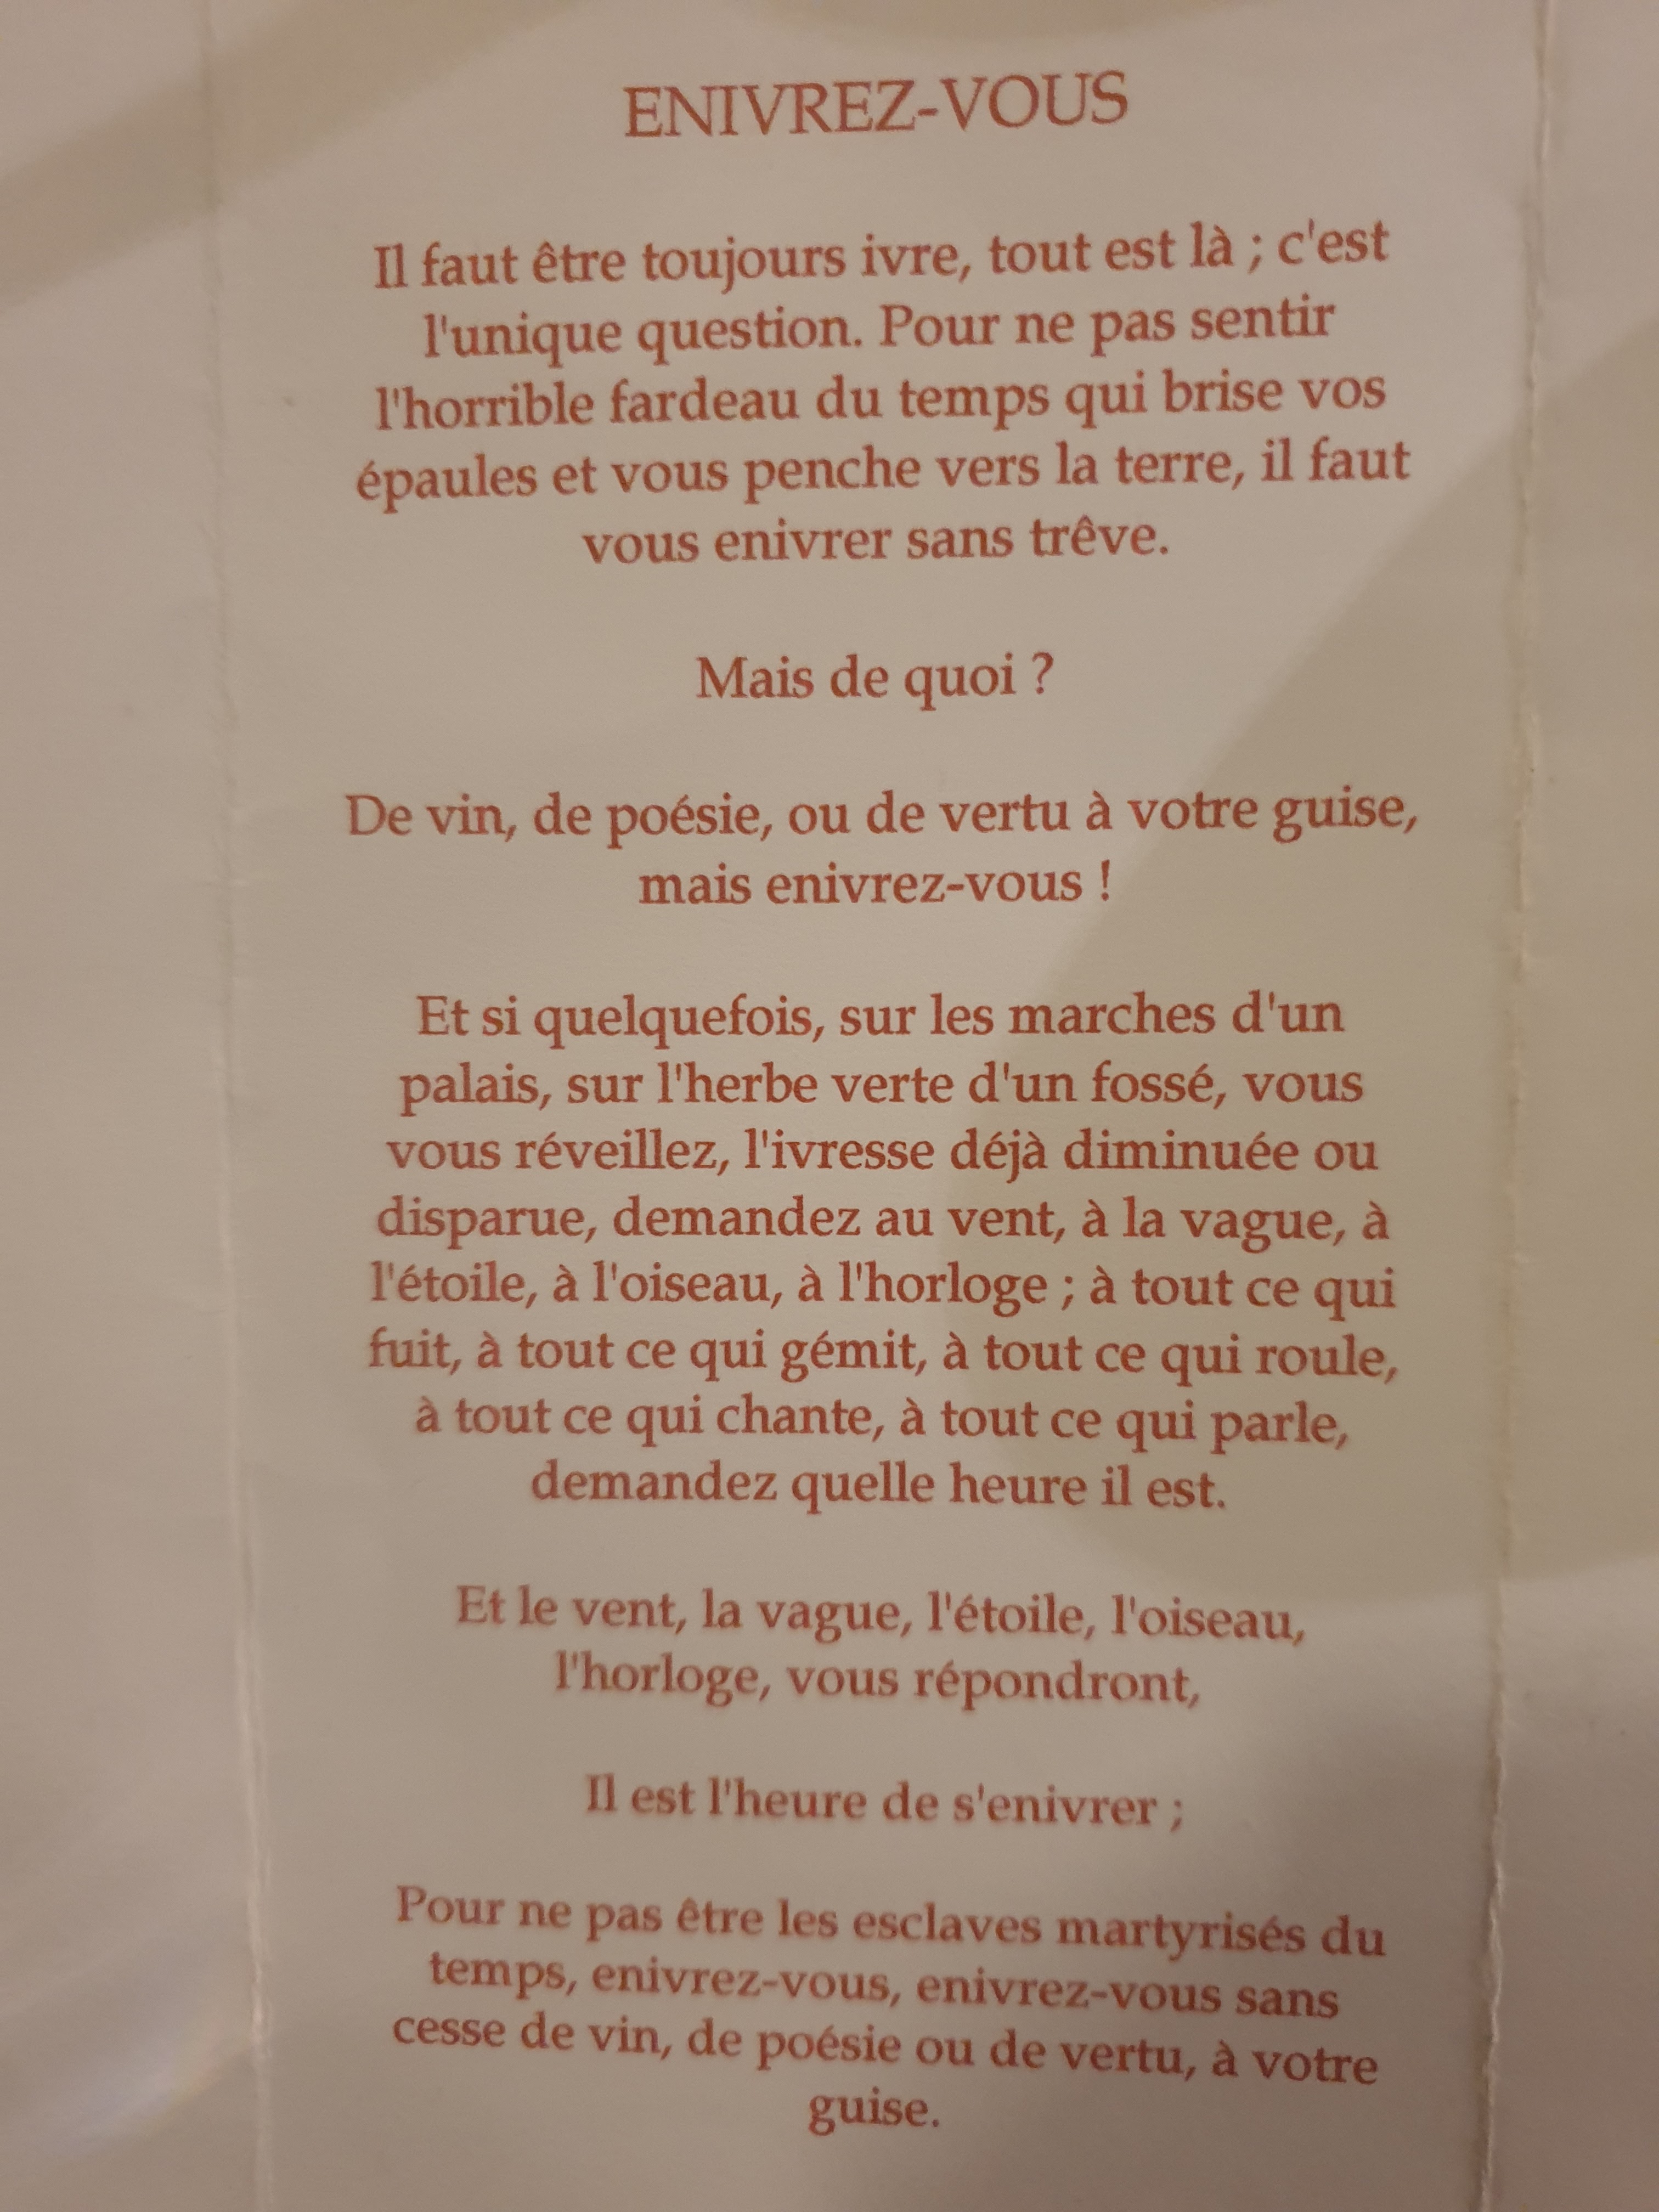 ENIVREZ-VOUS
Il faut être toujours ivre, tout est là ; c'est
l'unique question. Pour ne pas sentir
l'horrible fardeau du temps qui brise vos
épaules et vous penche vers la terre, il faut
vous enivrer sans trêve.
Mais de quoi ?
De vin, de poésie, ou de vertu à votre guise,
mais enivrez-vous !
Et si quelquefois, sur les marches d'un
palais, sur l'herbe verte d'un fossé, vous
vous réveillez, l'ivresse déjà diminuée ou
disparue, demandez au vent, à la vague, à
l'étoile, à l'oiseau, à l'horloge ; à tout ce qui
fuit, à tout ce qui gémit, à tout ce qui roule,
à tout ce qui chante, à tout ce qui parle,
demandez quelle heure il est.
Et le vent, la vague, l'étoile, l'oiseau,
l'horloge, vous répondront,
Il est l'heure de s'enivrer ;
Pour ne pas être les esclaves martyrisés du
temps, enivrez-vous, enivrez-vous sans
cesse de vin, de poésie ou de vertu, à votre
guise.